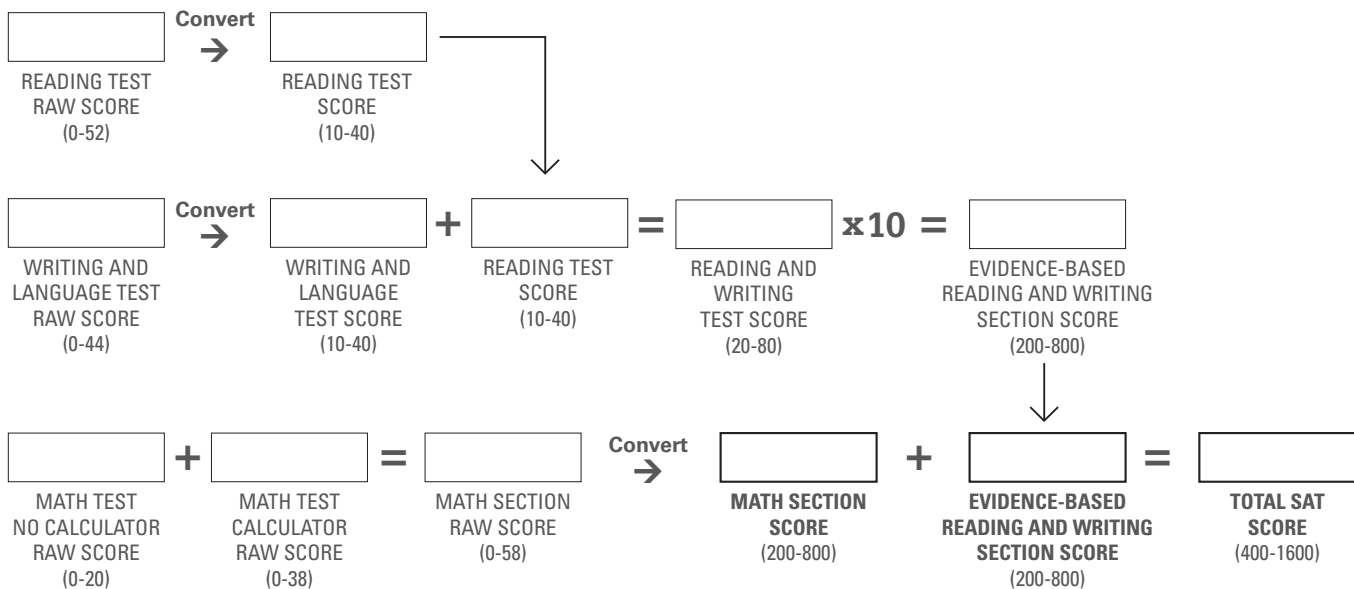 Convert
→
READING TEST
RAW SCORE
(0-52)
READING TEST
SCORE
(10-40)
Convert
→
+
=
x10 =
WRITING AND
LANGUAGE TEST
RAW SCORE
(0-44)
WRITING AND
LANGUAGE
TEST SCORE
(10-40)
READING TEST
SCORE
(10-40)
READING AND
WRITING
TEST SCORE
(20-80)
EVIDENCE-BASED
READING AND WRITING
SECTION SCORE
(200-800)
+
=
Convert
→
+
=
MATH TEST
NO CALCULATOR
RAW SCORE
(0-20)
MATH TEST
CALCULATOR
RAW SCORE
(0-38)
MATH SECTION
RAW SCORE
(0-58)
MATH SECTION
SCORE
(200-800)
EVIDENCE-BASED
READING AND WRITING
SECTION SCORE
(200-800)
TOTAL SAT
SCORE
(400-1600)